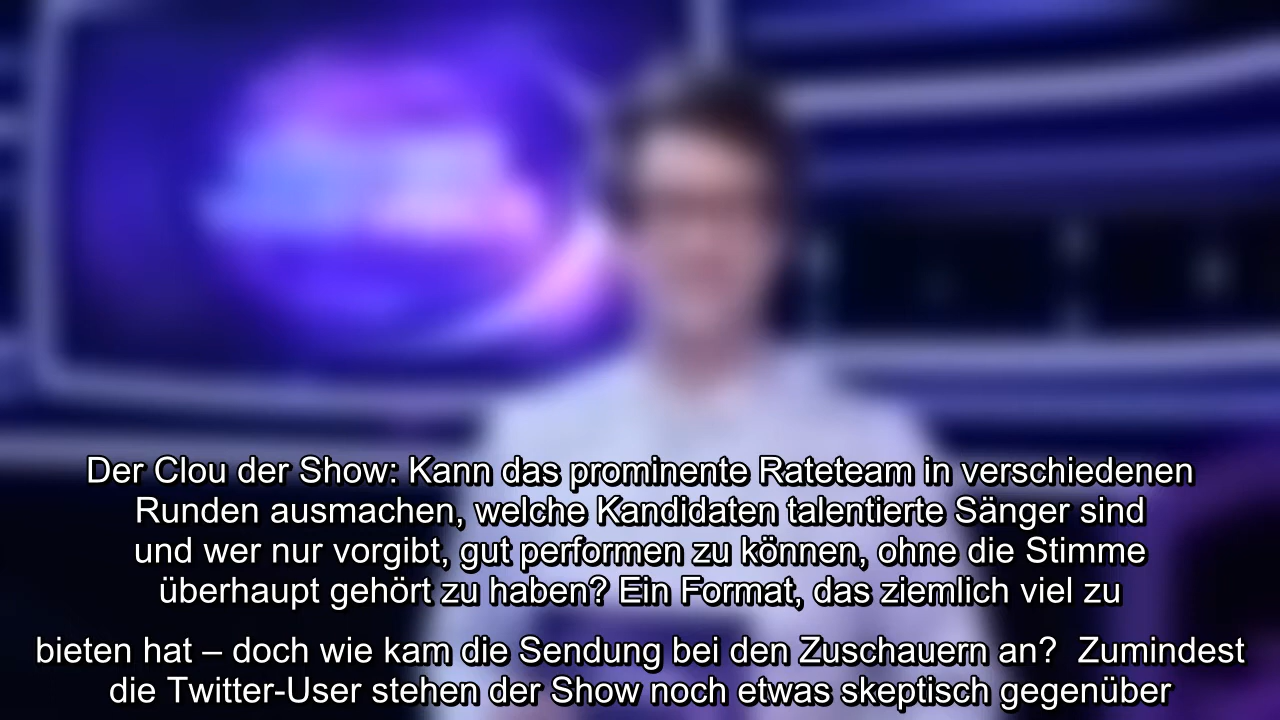 Der Clou der Show: Kann das prominente Rateteam in verschiedenen
Runden ausmachen, welche Kandidaten talentierte Sänger sind
und wer nur vorgibt, gut performen zu können, ohne die Stimme
überhaupt gehört zu haben? Ein Format, das ziemlich viel zu
bieten hat – doch wie kam die Sendung bei den Zuschauern an?  Zumindest
die Twitter-User stehen der Show noch etwas skeptisch gegenüber